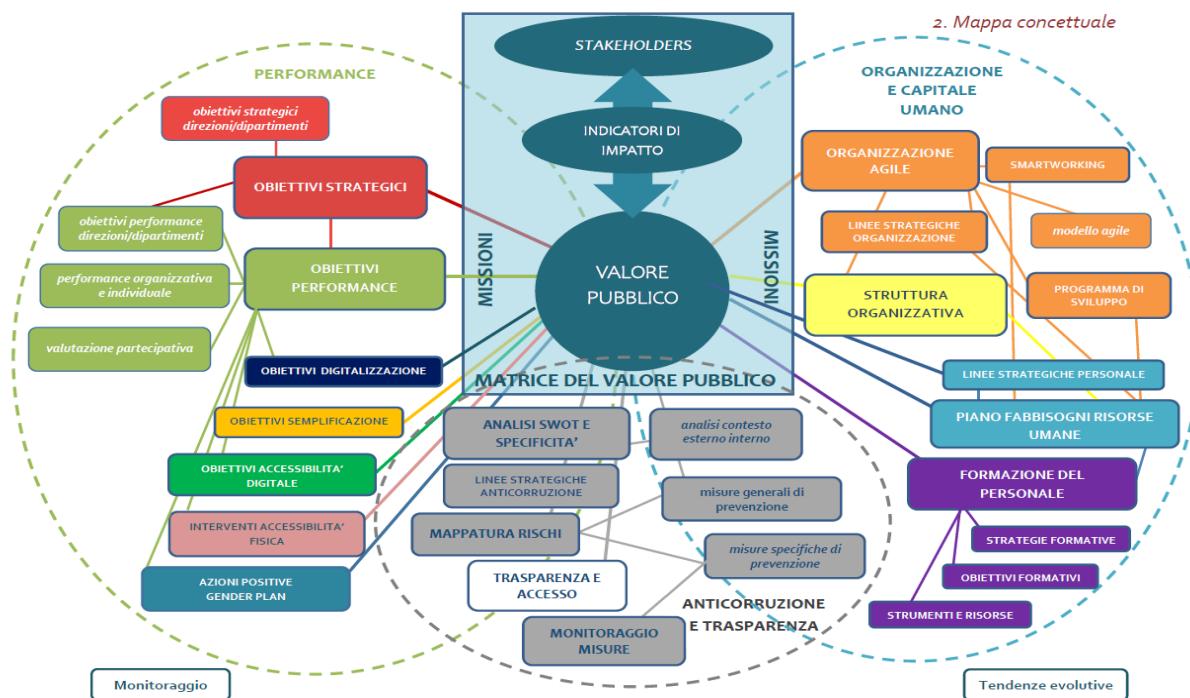 2. Mappa concettuale
STAKEHOLDERS
INDICATORI DI
IMPATTO
VALORE
PUBBLICO
MISSIONI
MISSIONI
MATRICE DEL VALORE PUBBLICO
PERFORMANCE
obiettivi strategici
direzioni/dipartimenti
OBIETTIVI STRATEGICI
obiettivi performance
direzioni/dipartimenti
OBIETTIVI
PERFORMANCE
performance organizzativa
e individuale
valutazione partecipativa
OBIETTIVI DIGITALIZZAZIONE
OBIETTIVI SEMPLIFICAZIONE
OBIETTIVI ACCESSIBILITA’
DIGITALE
INTERVENTI ACCESSIBILITA’
FISICA
AZIONI POSITIVE
GENDER PLAN
Monitoraggio
ANALISI SWOT E
SPECIFICITA’
analisi contesto
esterno interno
LINEE STRATEGICHE
ANTICORRUZIONE
misure generali di
prevenzione
MAPPATURA RISCHI
misure specifiche di
prevenzione
TRASPARENZA E
ACCESSO
MONITORAGGIO
MISURE
ANTICORRUZIONE
E TRASPARENZA
ORGANIZZAZIONE
E CAPITALE
UMANO
ORGANIZZAZIONE
AGILE
SMARTWORKING
LINEE STRATEGICHE
ORGANIZZAZIONE
modello agile
STRUTTURA
ORGANIZZATIVA
PROGRAMMA DI
SVILUPPO
LINEE STRATEGICHE PERSONALE
PIANO FABBISOGNI RISORSE
UMANE
FORMAZIONE DEL
PERSONALE
STRATEGIE FORMATIVE
OBIETTIVI FORMATIVI
STRUMENTI E RISORSE
Tendenze evolutive